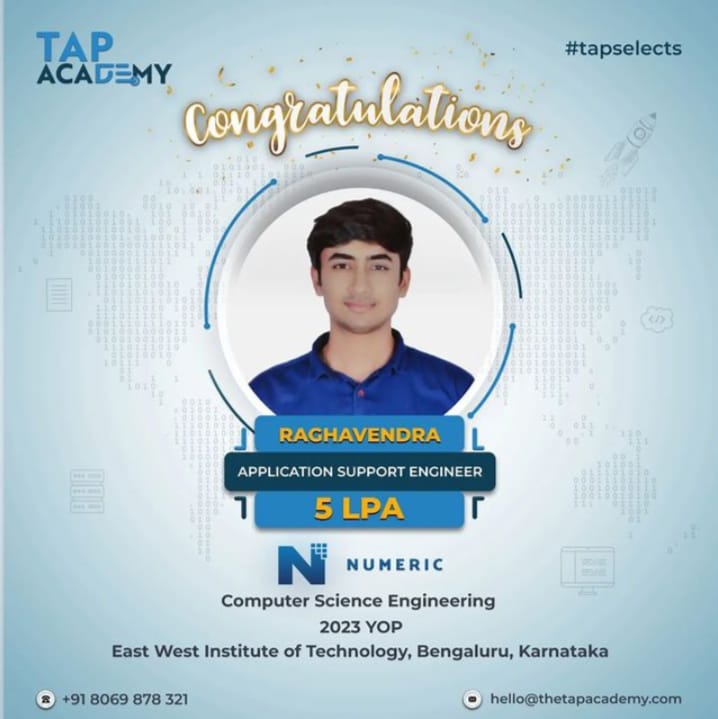 TAP
ACADEMY
#tapselects
Congratulations
RAGHAVENDRA
APPLICATION SUPPORT ENGINEER
5 LPA
N NUMERIC
Computer Science Engineering
2023 YOP
East West Institute of Technology, Bengaluru, Karnataka
+91 8069 878 321
hello@thetapacademy.com